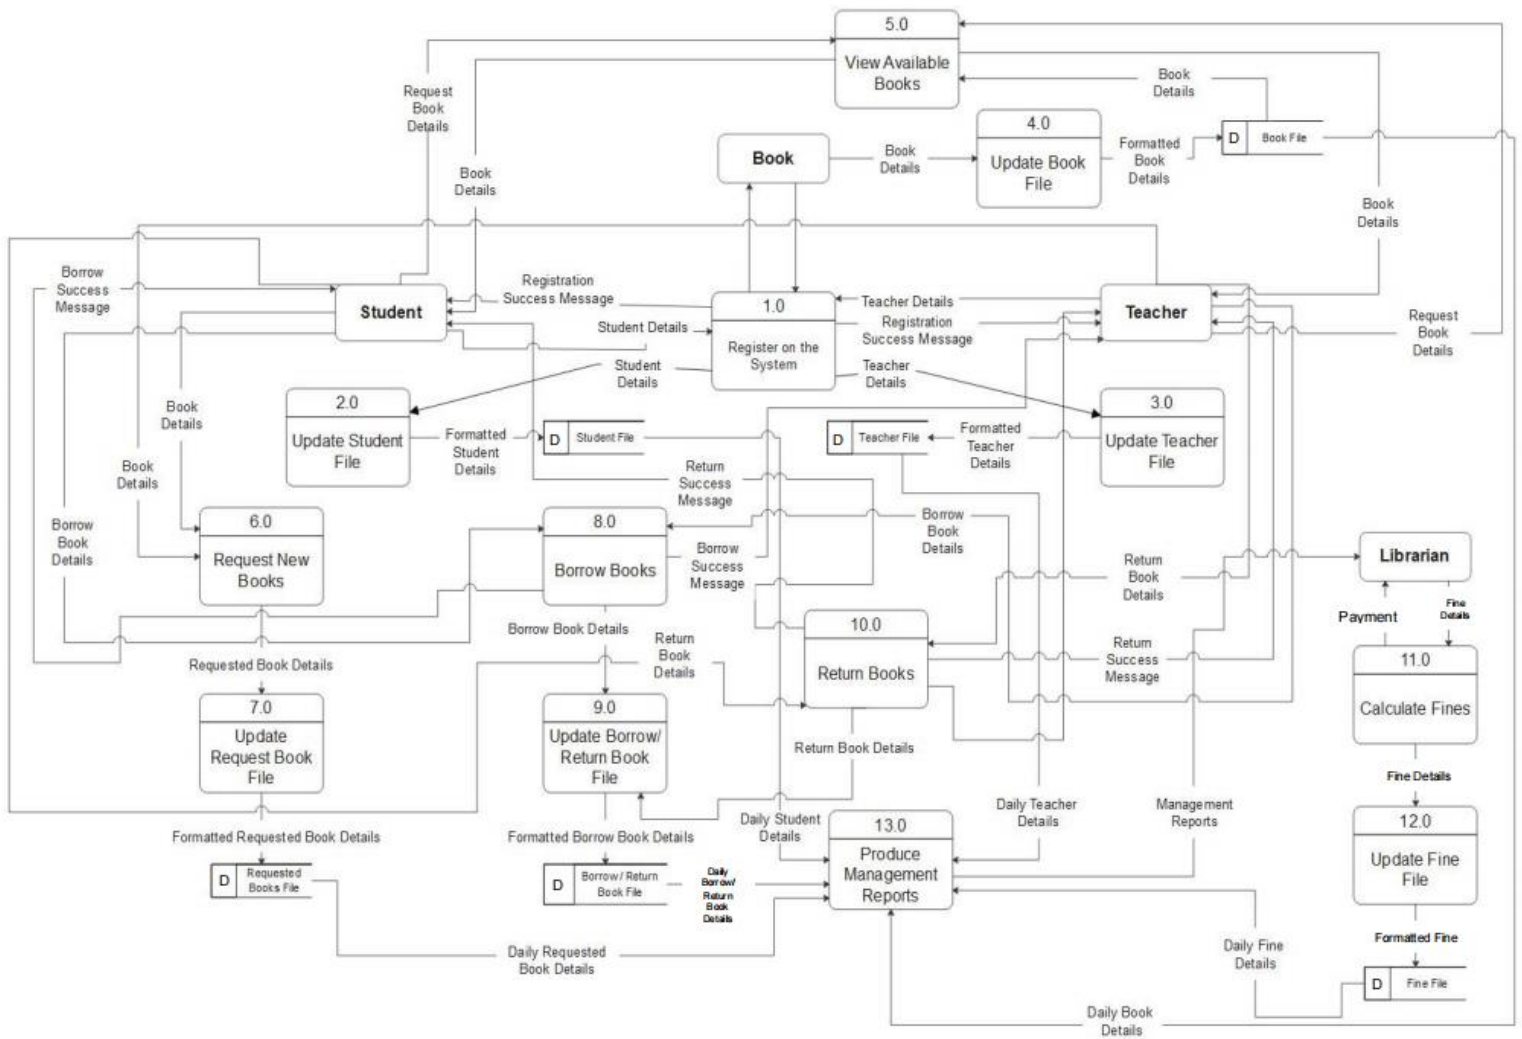 5.0
View Available
Books
Request
Book
Details
Book
Details
Book
Details
4.0
Update Book
File
Formatted
Book
Details
D
Book File
Book
Book
Details
Book
Details
Borrow
Success
Message
Student
Registration
Success Message
Student Details
Student
Details
1.0
Register on the
System
Teacher Details
Registration
Success Message
Teacher
Details
Teacher
Request
Book
Details
2.0
Update Student
File
Formatted
Student
Details
D
Student File
D
Teacher File
Formatted
Teacher
Details
3.0
Update Teacher
File
Book
Details
Book
Details
Return
Success
Message
Borrow
Book
Details
6.0
Request New
Books
8.0
Borrow Books
Borrow
Success
Message
Borrow
Book
Details
Return
Book
Details
Librarian
Payment
Fine
Details
Requested Book Details
Borrow Book Details
Return
Book
Details
10.0
Return Books
Return
Success
Message
11.0
Calculate Fines
7.0
Update
Request Book
File
9.0
Update Borrow/
Return Book
File
Return Book Details
Fine Details
Formatted Requested Book Details
Formatted Borrow Book Details
Daily Student
Details
Daily Teacher
Details
Management
Reports
12.0
Update Fine
File
13.0
Produce
Management
Reports
D
Requested
Books File
D
Borrow / Return
Book File
Daily
Borrow/
Return
Book
Details
Formatted Fine
Daily Requested
Book Details
Daily Fine
Details
D
Fine File
Daily Book
Details